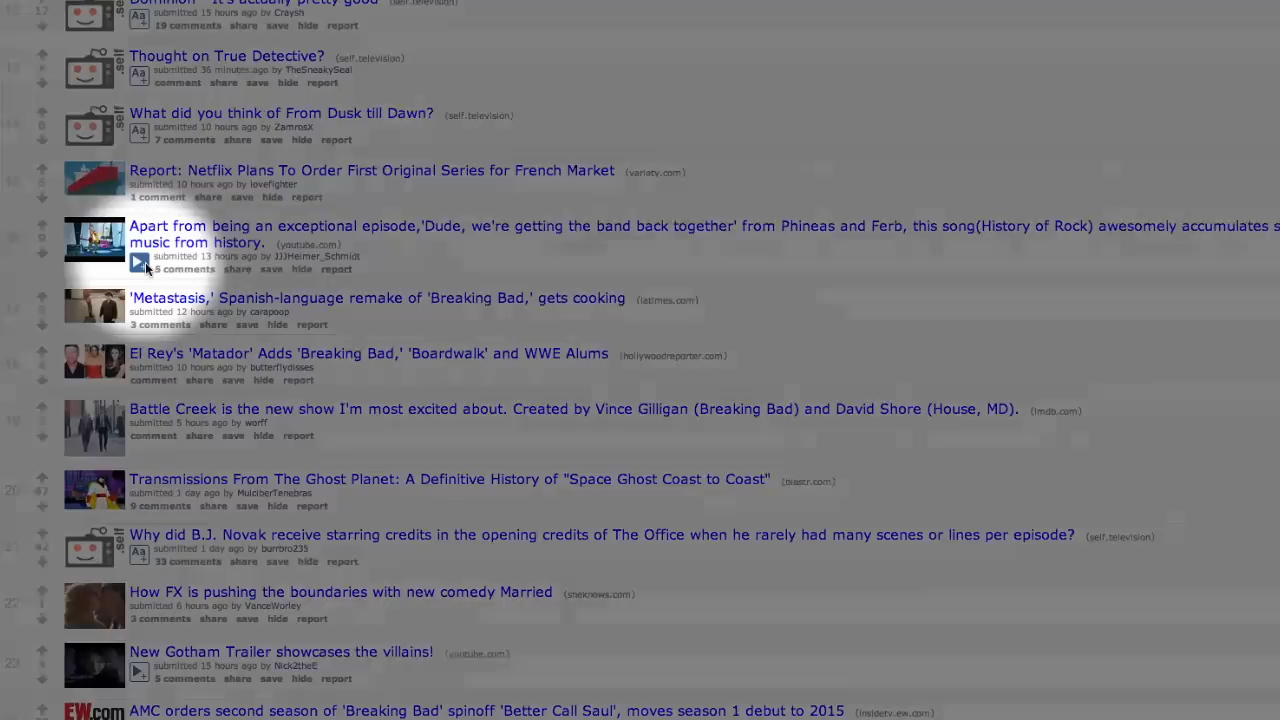 Dominion - It's actually pretty good (self.television)
17
submitted 15 hours ago by Craysh
19 comments share save hide report
Thought on True Detective? (self.television)
.self
submitted 36 minutes ago by TheSneakySeal
comment share save hide report
What did you think of From Dusk till Dawn? (self.television)
.self
submitted 10 hours ago by ZamrosX
7 comments share save hide report
Report: Netflix Plans To Order First Original Series for French Market (variety.com)
submitted 10 hours ago by lovefighter
1 comment share save hide report
Apart from being an exceptional episode,'Dude, we're getting the band back together' from Phineas and Ferb, this song(History of Rock) awesomely accumulates s
music from history. (youtube.com)
submitted 13 hours ago by JJJHeimer_Schmidt
5 comments share save hide report
'Metastasis,' Spanish-language remake of 'Breaking Bad,' gets cooking (latimes.com)
submitted 12 hours ago by carapoop
3 comments share save hide report
El Rey's 'Matador' Adds 'Breaking Bad,' 'Boardwalk' and WWE Alums (hollywoodreporter.com)
submitted 10 hours ago by butterflydisses
comment share save hide report
Battle Creek is the new show I'm most excited about. Created by Vince Gilligan (Breaking Bad) and David Shore (House, MD). (imdb.com)
submitted 5 hours ago by worff
comment share save hide report
Transmissions From The Ghost Planet: A Definitive History of "Space Ghost Coast to Coast" (blastr.com)
20
submitted 1 day ago by MulciberTenebras
9 comments share save hide report
Why did B.J. Novak receive starring credits in the opening credits of The Office when he rarely had many scenes or lines per episode? (self.television)
.self
submitted 1 day ago by burrbro235
33 comments share save hide report
How FX is pushing the boundaries with new comedy Married (sheknows.com)
22
submitted 6 hours ago by VanceWorley
3 comments share save hide report
New Gotham Trailer showcases the villains! (youtube.com)
23
submitted 15 hours ago by Nick2theE
5 comments share save hide report
EW.com
AMC orders second season of 'Breaking Bad' spinoff 'Better Call Saul', moves season 1 debut to 2015 (insidetv.ew.com)